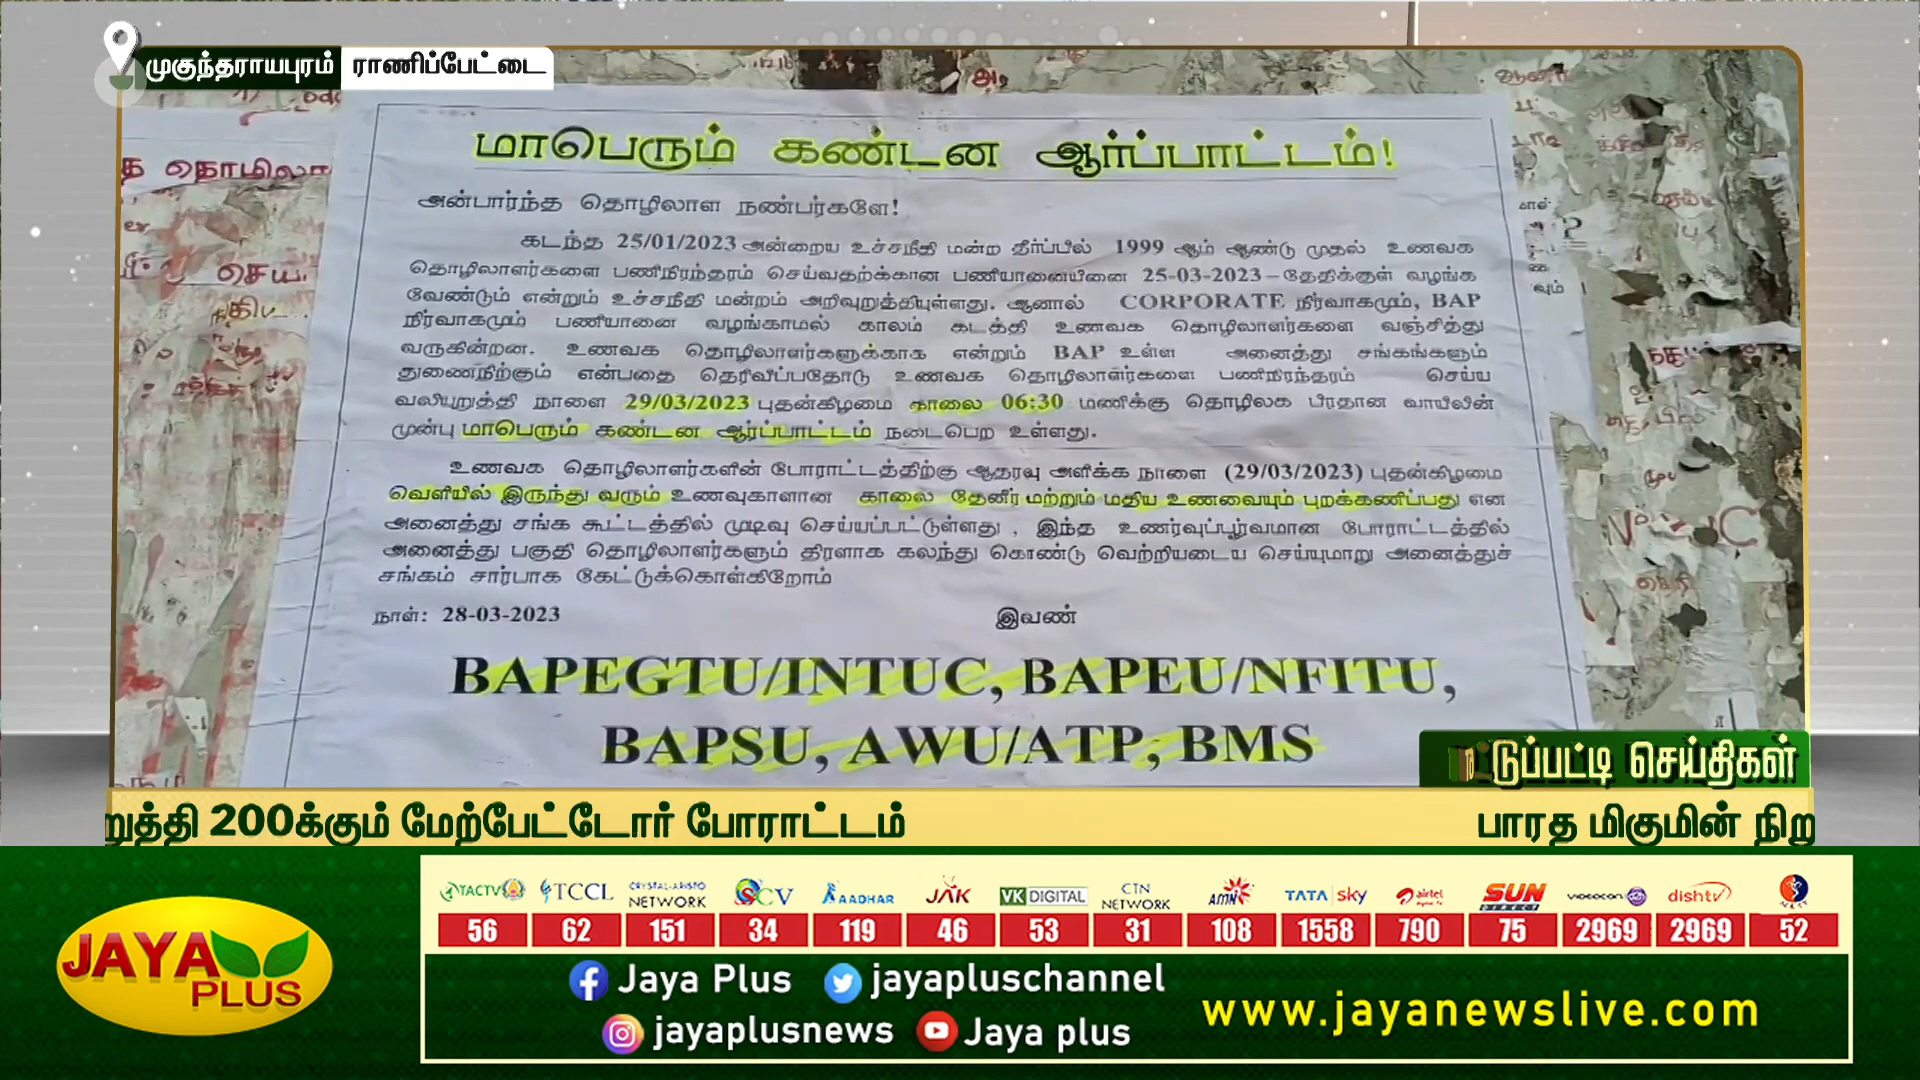 முகுந்தராயபுரம் ராணிப்பேட்டை
மாபெரும் கண்டன ஆர்ப்பாட்டம்!
அன்பார்ந்த தொழிலாள நண்பர்களே!
கடந்த 25/01/2023 அன்றைய உச்சநீதி மன்ற தீர்ப்பில் 1999 ஆம் ஆண்டு முதல் உணவக
தொழிலாளர்களை பணிநிரந்தரம் செய்வதற்க்கான பணியானையினை 25-03-2023–தேதிக்குள் வழங்க
வேண்டும் என்றும் உச்சநீதி மன்றம் அறிவுறுத்தியுள்ளது. ஆனால் CORPORATE நிர்வாகமும், BAP
நிர்வாகமும் பணியானை வழங்காமல் காலம் கடத்தி உணவக தொழிலாளர்களை வஞ்சித்து
வருகின்றன. உணவக தொழிலாளர்களுக்காக என்றும் BAP உள்ள அனைத்து சங்கங்களும்
துணைநிற்கும் என்பதை தெரிவிப்பதோடு உணவக தொழிலாளர்களை பணிநிரந்தரம் செய்ய
வலியுறுத்தி நாளை 29/03/2023 புதன்கிழமை காலை 06:30 மணிக்கு தொழிலக பிரதான வாயிலின்
முன்பு மாபெரும் கண்டன ஆர்ப்பாட்டம் நடைபெற உள்ளது.
உணவக தொழிலாளர்களின் போராட்டத்திற்கு ஆதரவு அளிக்க நாளை (29/03/2023) புதன்கிழமை
வெளியில் இருந்து வரும் உணவுகாளான காலை தேனீர் மற்றும் மதிய உணவையும் புறக்கணிப்பது என
அனைத்து சங்க கூட்டத்தில் முடிவு செய்யப்பட்டுள்ளது , இந்த உணர்வுப்பூர்வமான போராட்டத்தில்
அனைத்து பகுதி தொழிலாளர்களும் திரளாக கலந்து கொண்டு வெற்றியடைய செய்யுமாறு அனைத்துச்
சங்கம் சார்பாக கேட்டுக்கொள்கிறோம்
நாள்: 28-03-2023 இவண்
BAPEGTU/INTUC, BAPEU/NFITU,
BAPSU, AWU/ATP, BMS
ட்டுப்பட்டி செய்திகள்
றுத்தி 200க்கும் மேற்பேட்டோர் போராட்டம் பாரத மிகுமின் நிற
TACTV TCCL CRYSTAL-ARISTO NETWORK SCV AADHAR JAK VK DIGITAL CTN NETWORK AMN TATA sky airtel SUN DIRECT VIDEOCON dishtv
56 62 151 34 119 46 53 31 108 1558 790 75 2969 2969 52
JAYA PLUS
Jaya Plus jayapluschannel
jayaplusnews Jaya plus
www.jayanewslive.com